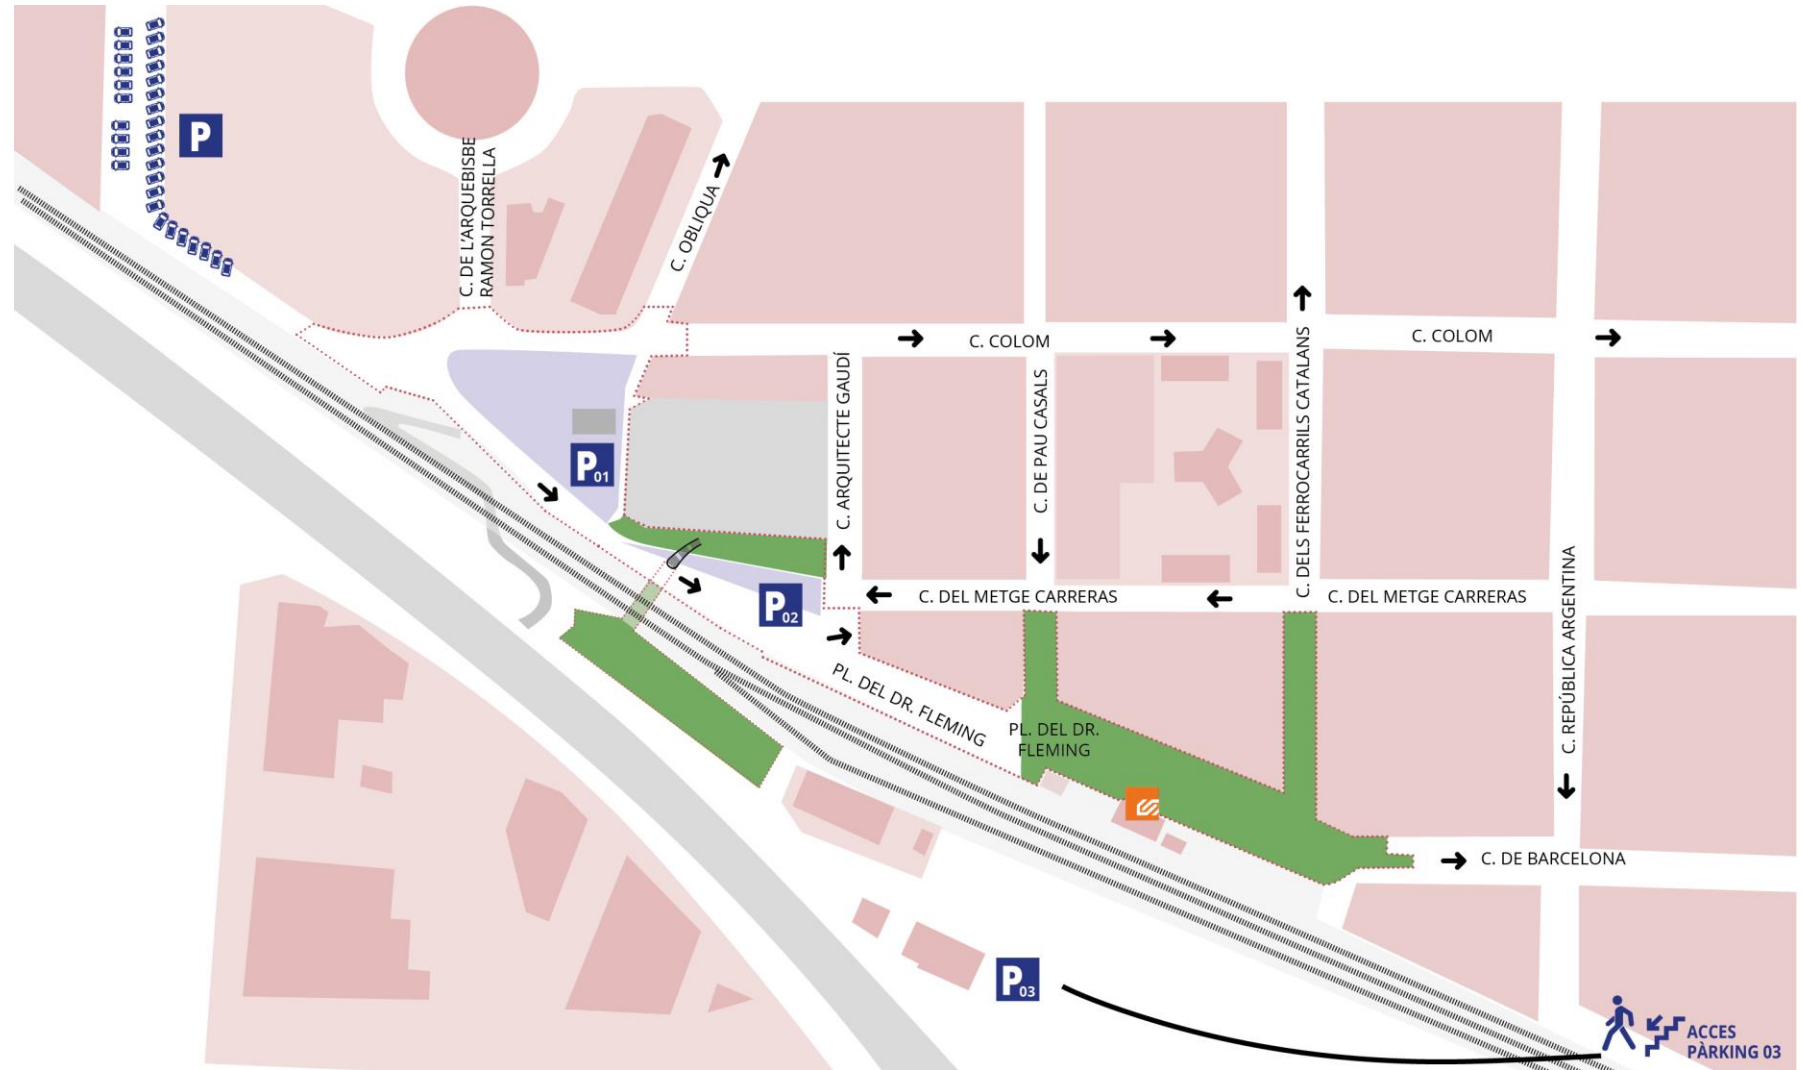 P
C. DE L'ARQUEBISBE
RAMON TORRELLA
C. OBLIQUA
C. COLOM
C. COLOM
C. ARQUITECTE GAUDÍ
C. DE PAU CASALS
C. DELS FERROCARRILS CATALANS
P01
C. DEL METGE CARRERAS
C. DEL METGE CARRERAS
P02
C. REPÚBLICA ARGENTINA
PL. DEL DR. FLEMING
PL. DEL DR.
FLEMING
C. DE BARCELONA
P03
ACCES
PÀRKING 03